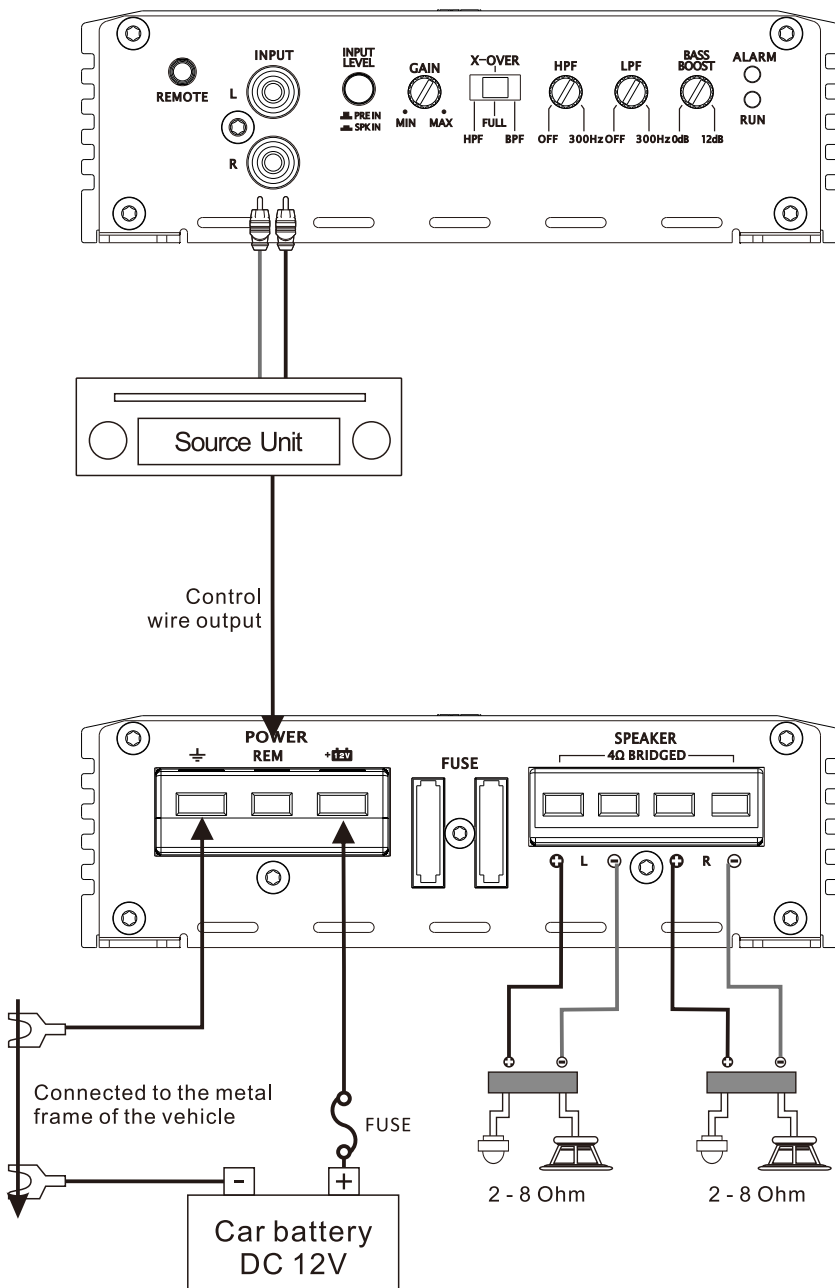 REMOTE
INPUT
L
R
INPUT
LEVEL
PRE IN
SPK IN
GAIN
MIN MAX
X-OVER
FULL
HPF BPF
HPF
OFF 300Hz
LPF
OFF 300Hz
BASS
BOOST
0dB 12dB
ALARM
RUN
Source Unit
Control
wire output
POWER
REM
+12V
FUSE
SPEAKER
4Ω BRIDGED
+ L − + R −
+ − + −
Connected to the metal
frame of the vehicle
FUSE
2 - 8 Ohm 2 - 8 Ohm
- +
Car battery
DC 12V